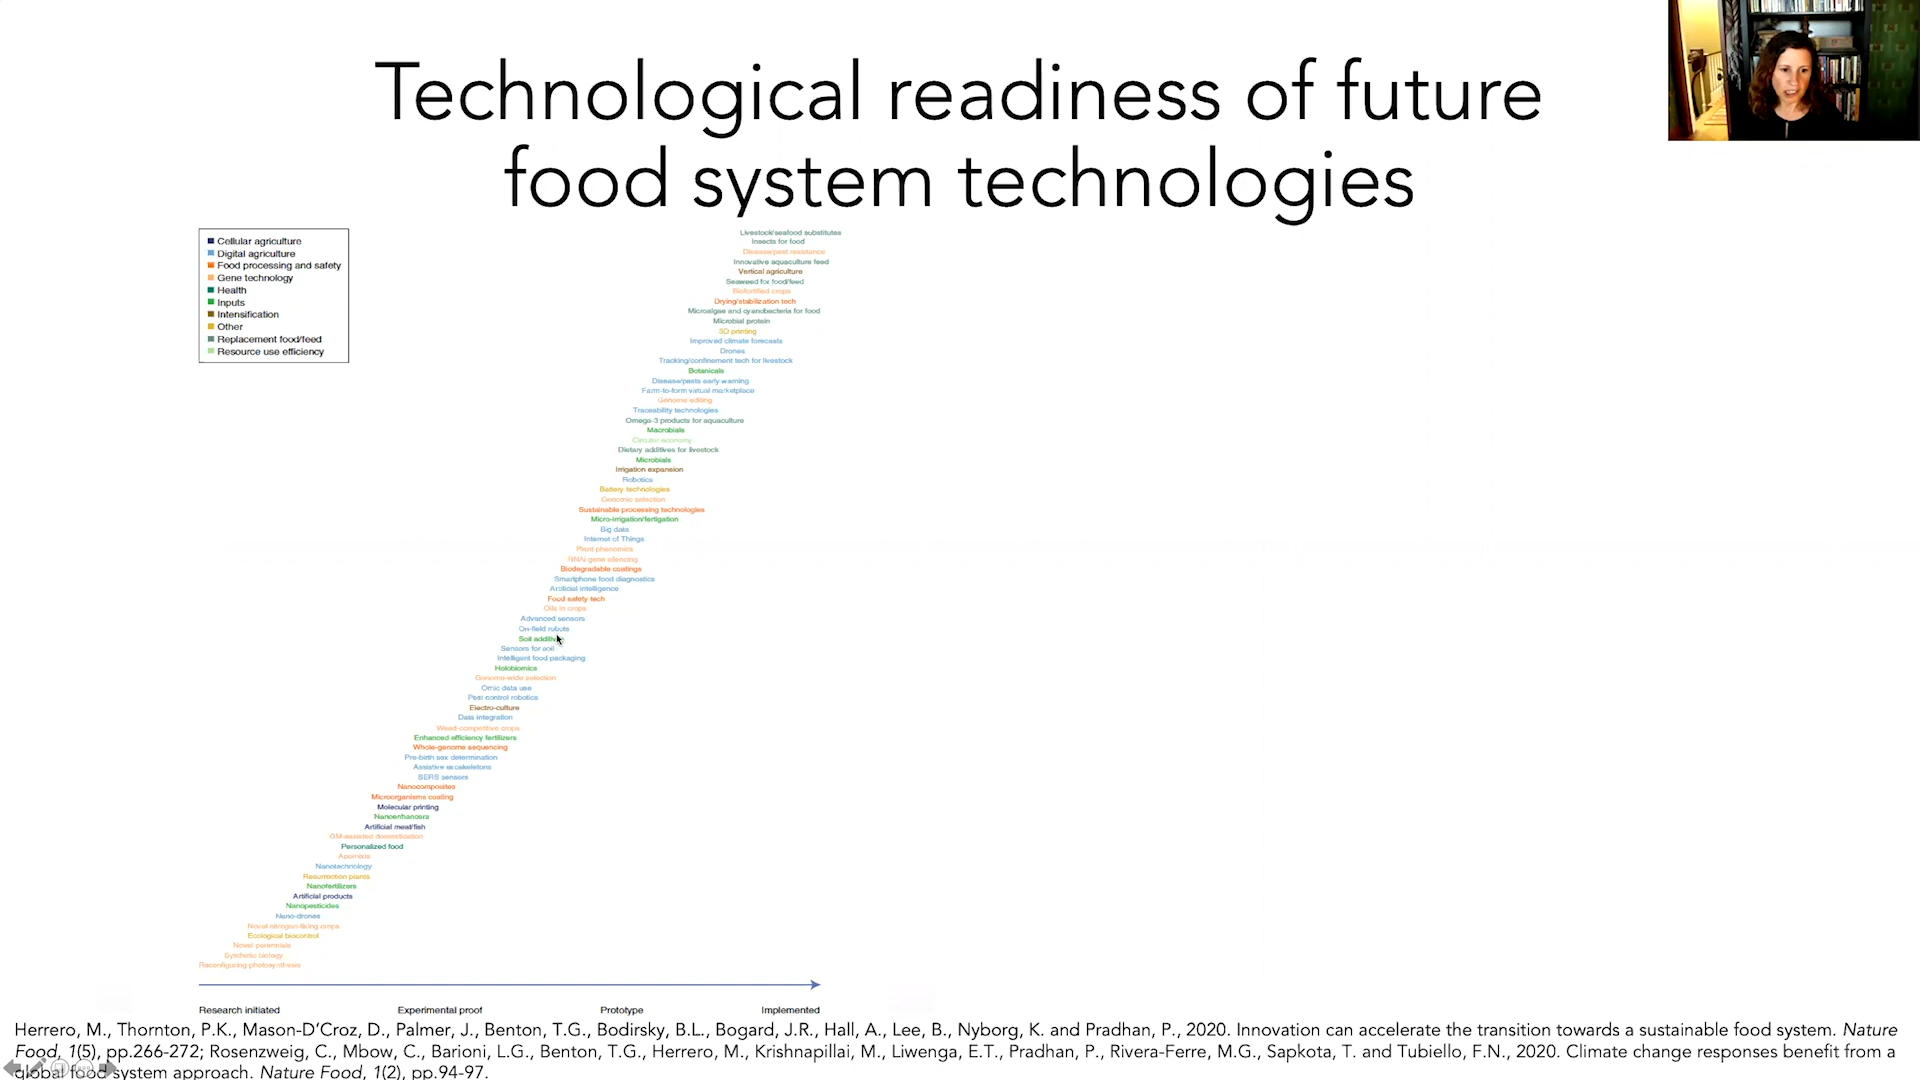 Technological readiness of future
food system technologies
Cellular agriculture
Digital agriculture
Food processing and safety
Gene technology
Health
Inputs
Intensification
Other
Replacement food/feed
Resource use efficiency
Livestock/seafood substitutes
Insects for food
Disease/pest resistance
Innovative aquaculture feed
Vertical agriculture
Seaweed for food/feed
Biofortified crops
Drying/stabilization tech
Microalgae and cyanobacteria for food
Microbial protein
3D printing
Improved climate forecasts
Drones
Tracking/confinement tech for livestock
Botanicals
Disease/pests early warning
Farm-to-form virtual marketplace
Genome editing
Traceability technologies
Omega-3 products for aquaculture
Macrobials
Circular economy
Dietary additives for livestock
Microbials
Irrigation expansion
Robotics
Battery technologies
Genomic selection
Sustainable processing technologies
Micro-irrigation/fertigation
Big data
Internet of Things
Plant phenomics
RNAi gene silencing
Biodegradable coatings
Smartphone food diagnostics
Artificial intelligence
Food safety tech
Oils in crops
Advanced sensors
On-field robots
Soil
Sensors for soil
Intelligent food packaging
Holobiomics
Genome-wide selection
Omic data use
Pest control robotics
Electro-culture
Data integration
Weed-competitive crops
Enhanced efficiency fertilizers
Whole-genome sequencing
Pre-birth sex determination
Assistive exoskeletons
SERS sensors
Nanocomposites
Microorganisms coating
Molecular printing
Artificial meat/fish
GM-assisted domestication
Personalized food
Apomixis
Nanotechnology
Resurrection plants
Nanofertilizers
Artificial products
Nanopesticides
Nano-drones
Novel nitrogen-fixing crops
Ecological biocontrol
Novel perennials
Synthetic biology
Reconfiguring photosynthesis
Research initiated Experimental proof Prototype Implemented
Herrero, M., Thornton, P.K., Mason-D'Croz, D., Palmer, J., Benton, T.G., Bodirsky, B.L., Bogard, J.R., Hall, A., Lee, B., Nyborg, K. and Pradhan, P., 2020. Innovation can accelerate the transition towards a sustainable food system. Nature
Food, 1(5), pp.266-272; Rosenzweig, C., Mbow, C., Barioni, L.G., Benton, T.G., Herrero, M., Krishnapillai, M., Liwenga, E.T., Pradhan, P., Rivera-Ferre, M.G., Sapkota, T. and Tubiello, F.N., 2020. Climate change responses benefit from a
global food system approach. Nature Food, 1(2), pp.94-97.